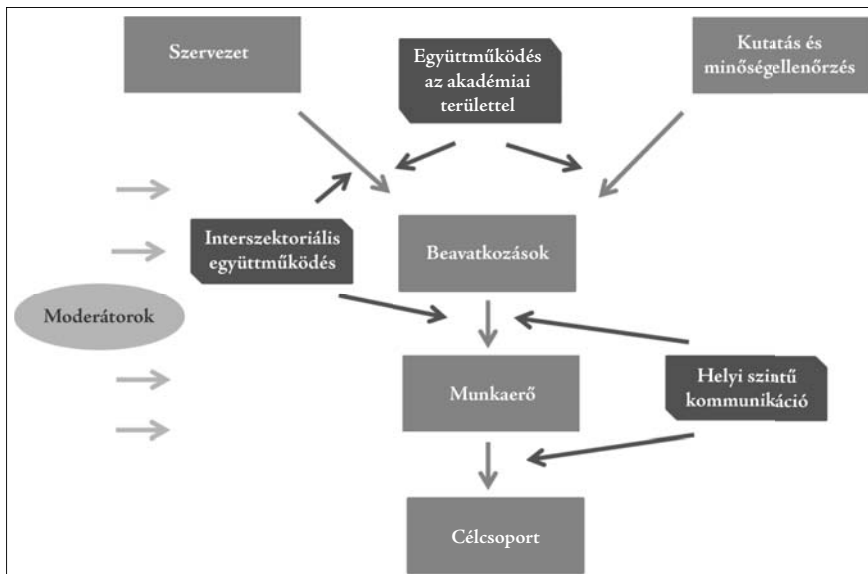 Szervezet
Együttműködés
az akadémiai
területtel
Kutatás és
minőségellenőrzés
Interszektoriális
együttműködés
Beavatkozások
Moderátorok
Munkaerő
Helyi szintű
kommunikáció
Célcsoport